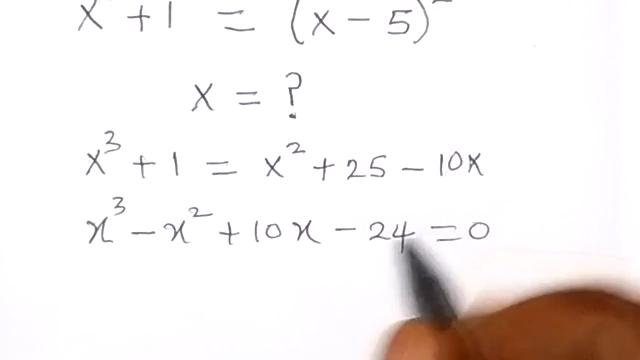 x + 1 = (x - 5)
x = ?
x³ + 1 = x² + 25 - 10x
x³ - x² + 10x - 24 = 0